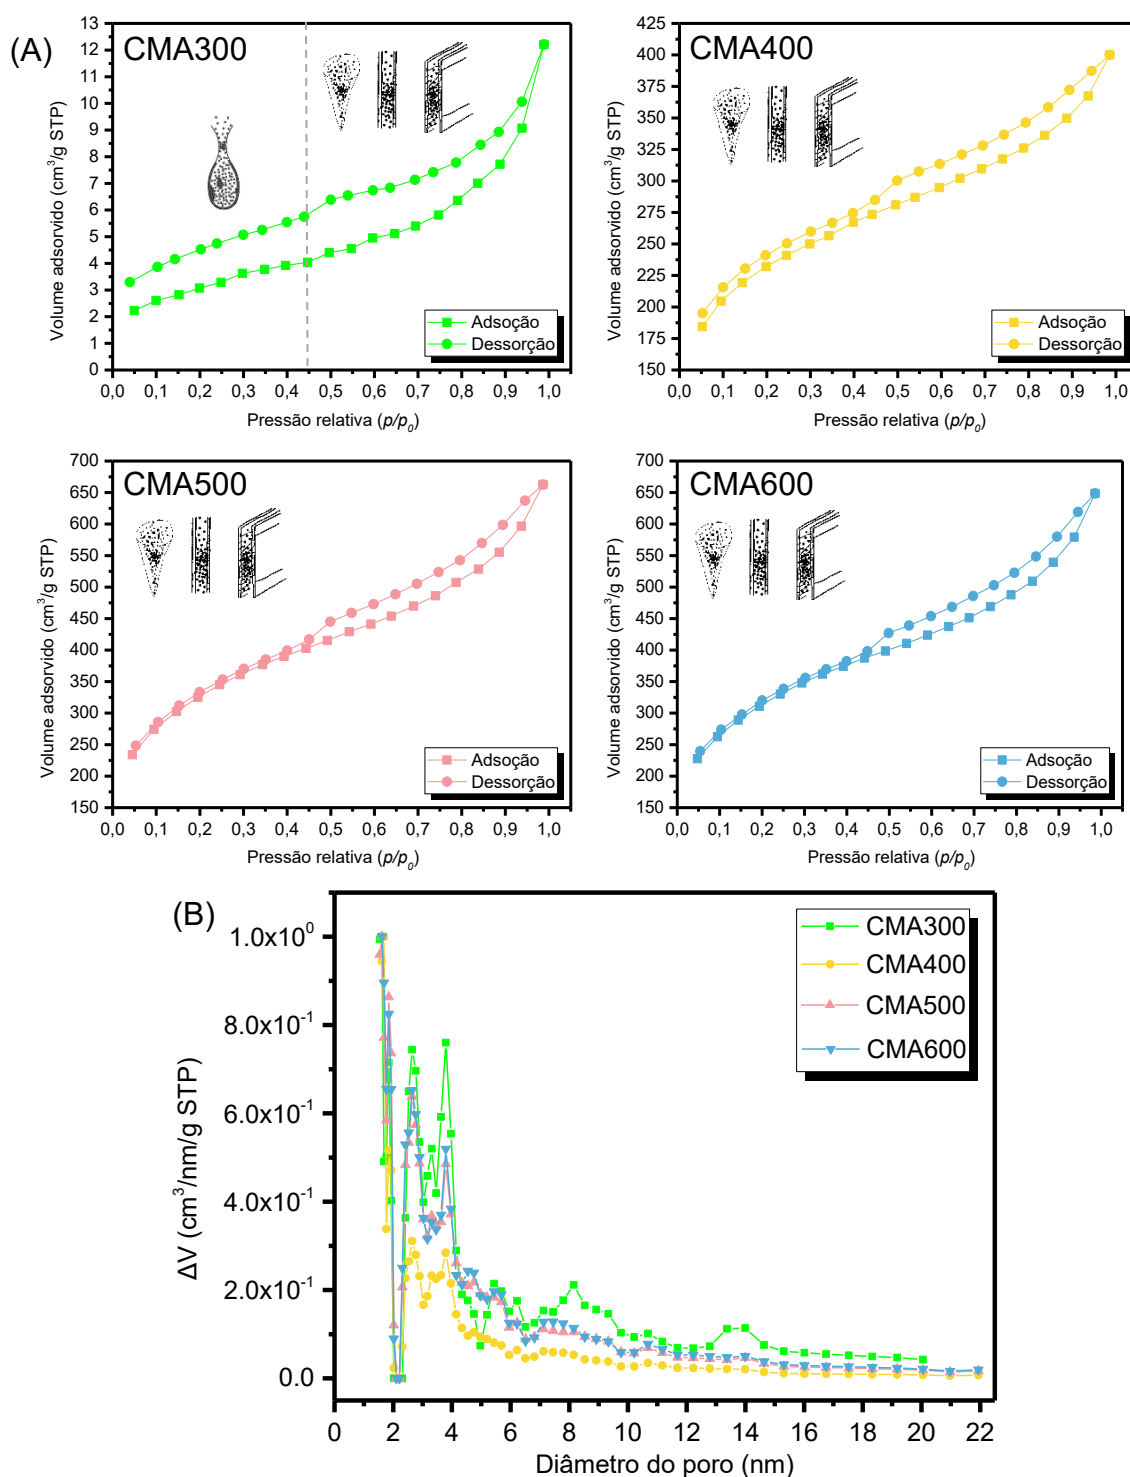 (A)
CMA300
13
12
11
10
9
8
7
6
5
4
3
2
1
0
Volume adsorvido (cm³/g STP)
Adsoção
Dessorção
0,0 0,1 0,2 0,3 0,4 0,5 0,6 0,7 0,8 0,9 1,0
Pressão relativa (p/p₀)
CMA400
425
400
375
350
325
300
275
250
225
200
175
150
Volume adsorvido (cm³/g STP)
Adsoção
Dessorção
0,0 0,1 0,2 0,3 0,4 0,5 0,6 0,7 0,8 0,9 1,0
Pressão relativa (p/p₀)
CMA500
700
650
600
550
500
450
400
350
300
250
200
150
Volume adsorvido (cm³/g STP)
Adsoção
Dessorção
0,0 0,1 0,2 0,3 0,4 0,5 0,6 0,7 0,8 0,9 1,0
Pressão relativa (p/p₀)
CMA600
700
650
600
550
500
450
400
350
300
250
200
150
Volume adsorvido (cm³/g STP)
Adsoção
Dessorção
0,0 0,1 0,2 0,3 0,4 0,5 0,6 0,7 0,8 0,9 1,0
Pressão relativa (p/p₀)
(B)
CMA300
CMA400
CMA500
CMA600
1.0x10⁰
8.0x10⁻¹
6.0x10⁻¹
4.0x10⁻¹
2.0x10⁻¹
0.0
ΔV (cm³/nm/g STP)
0 2 4 6 8 10 12 14 16 18 20 22
Diâmetro do poro (nm)